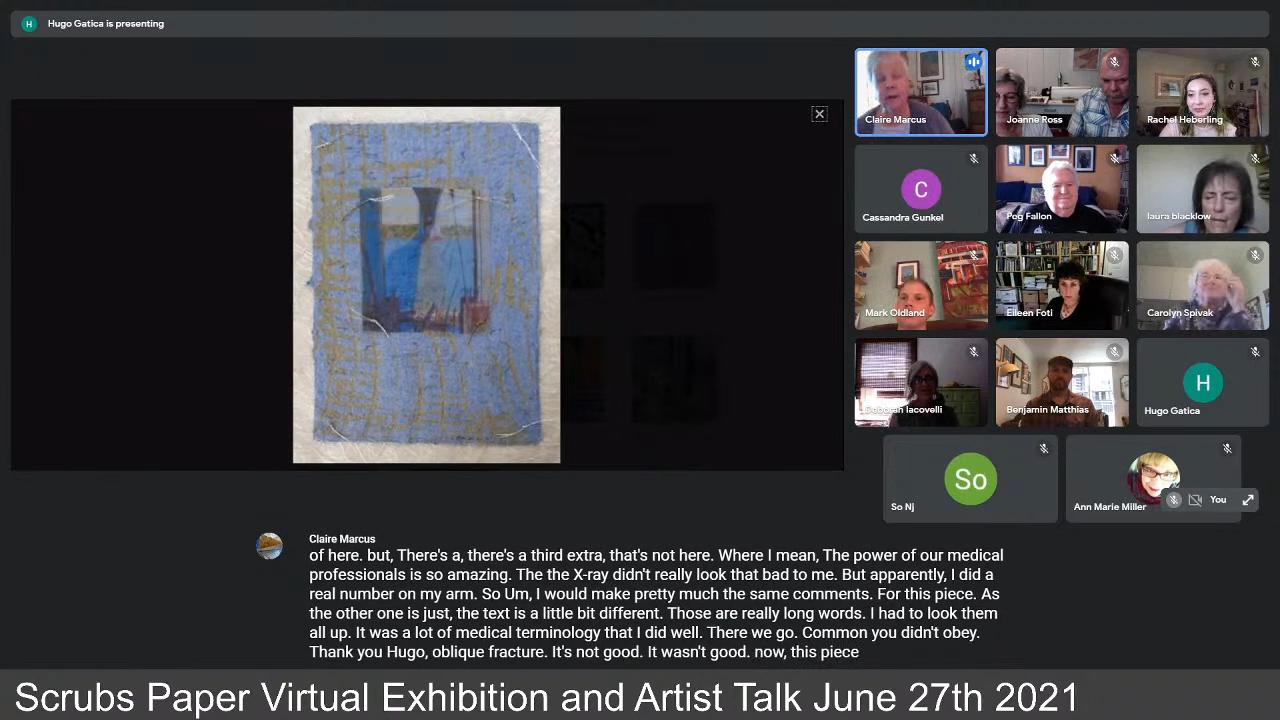 H Hugo Gatica is presenting
Claire Marcus
Joanne Ross
Rachel Heberling
C
Cassandra Gunkel
Peg Fallon
laura blacklow
Mark Oldland
Eileen Foti
Carolyn Spivak
Deborah Iacovelli
Benjamin Matthias
H
Hugo Gatica
So
So Nj
Ann Marie Miller
You
Claire Marcus
of here. but, There's a, there's a third extra, that's not here. Where I mean, The power of our medical
professionals is so amazing. The the X-ray didn't really look that bad to me. But apparently, I did a
real number on my arm. So Um, I would make pretty much the same comments. For this piece. As
the other one is just, the text is a little bit different. Those are really long words. I had to look them
all up. It was a lot of medical terminology that I did well. There we go. Common you didn't obey.
Thank you Hugo, oblique fracture. It's not good. It wasn't good. now, this piece
Scrubs Paper Virtual Exhibition and Artist Talk June 27th 2021